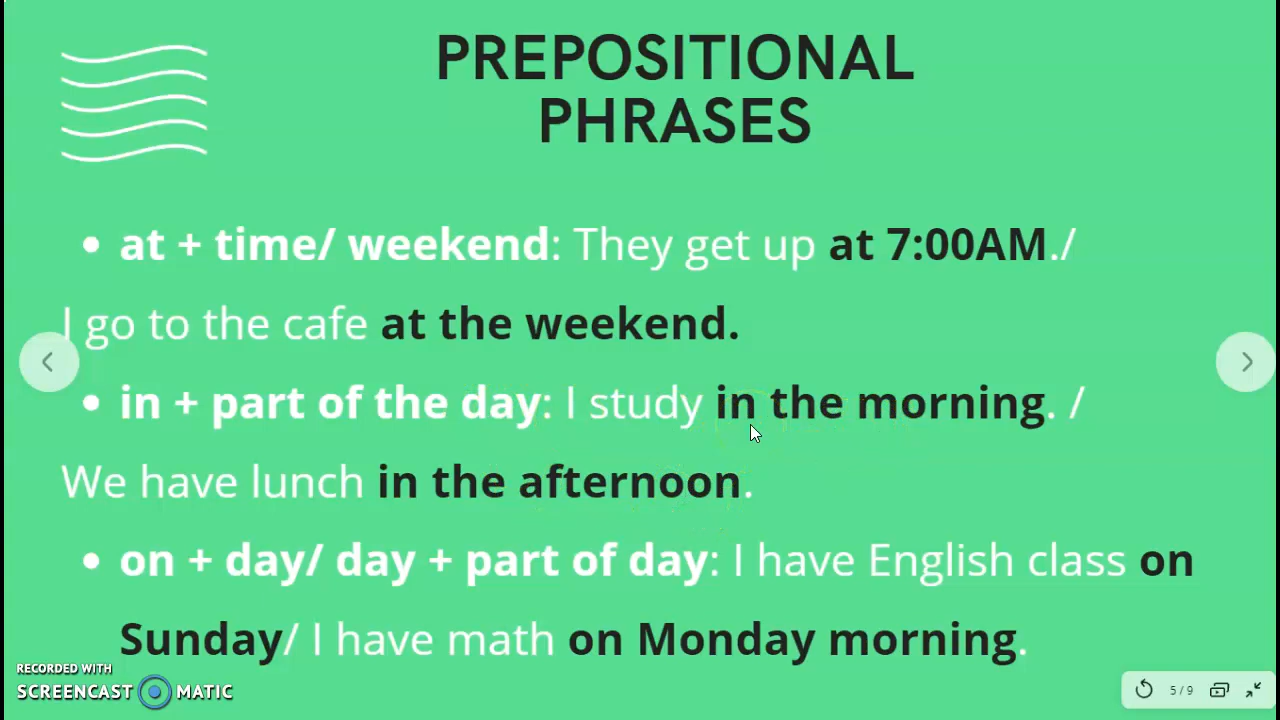 PREPOSITIONAL
PHRASES
• at + time/ weekend: They get up at 7:00AM./
I go to the cafe at the weekend.
• in + part of the day: I study in the morning. /
We have lunch in the afternoon.
• on + day/ day + part of day: I have English class on
Sunday/ I have math on Monday morning.
RECORDED WITH
SCREENCAST MATIC
5/9